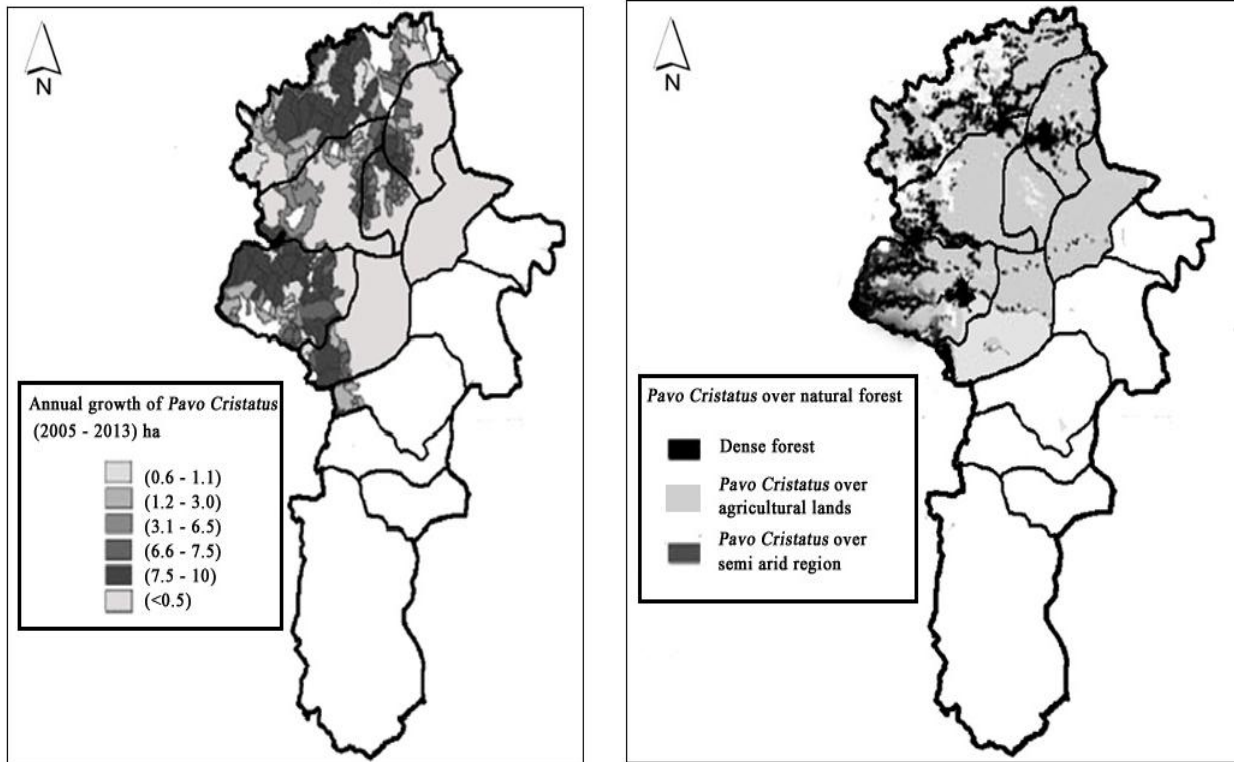 N
Annual growth of Pavo Cristatus
(2005 - 2013) ha
(0.6 - 1.1)
(1.2 - 3.0)
(3.1 - 6.5)
(6.6 - 7.5)
(7.5 - 10)
(<0.5)
N
Pavo Cristatus over natural forest
Dense forest
Pavo Cristatus over
agricultural lands
Pavo Cristatus over
semi arid region